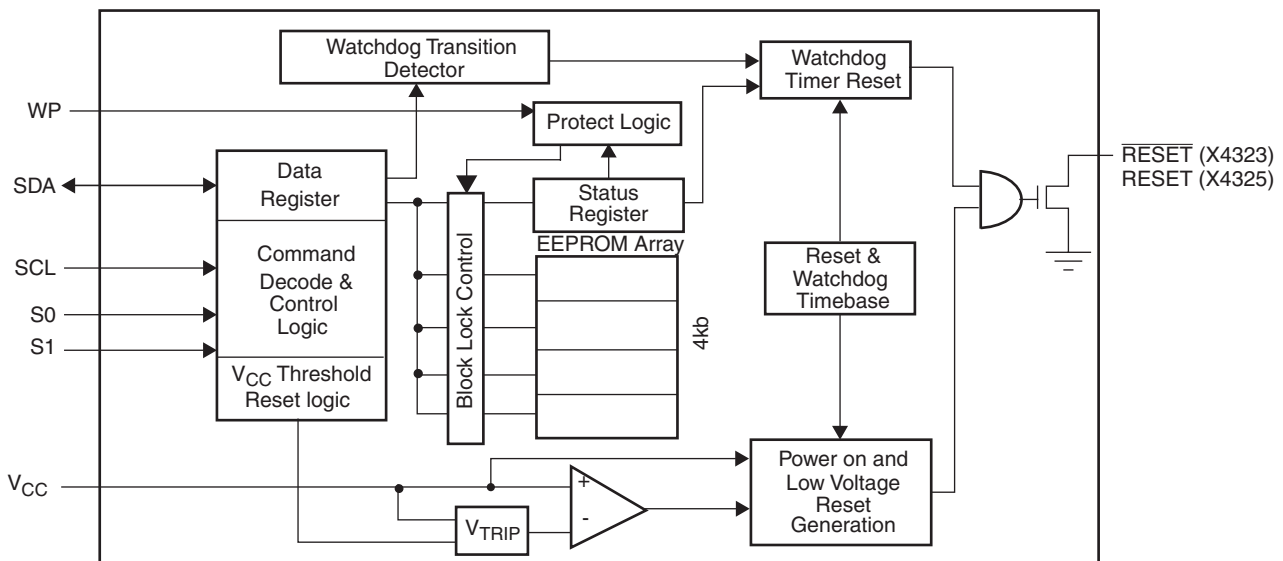 Watchdog Transition
Detector
Watchdog
Timer Reset
WP
Protect Logic
RESET (X4323)
RESET (X4325)
SDA
Data
Register
Status
Register
EEPROM Array
SCL
S0
S1
Command
Decode &
Control
Logic
Block Lock Control
4kb
Reset &
Watchdog
Timebase
VCC Threshold
Reset logic
VCC
+
-
VTRIP
Power on and
Low Voltage
Reset
Generation